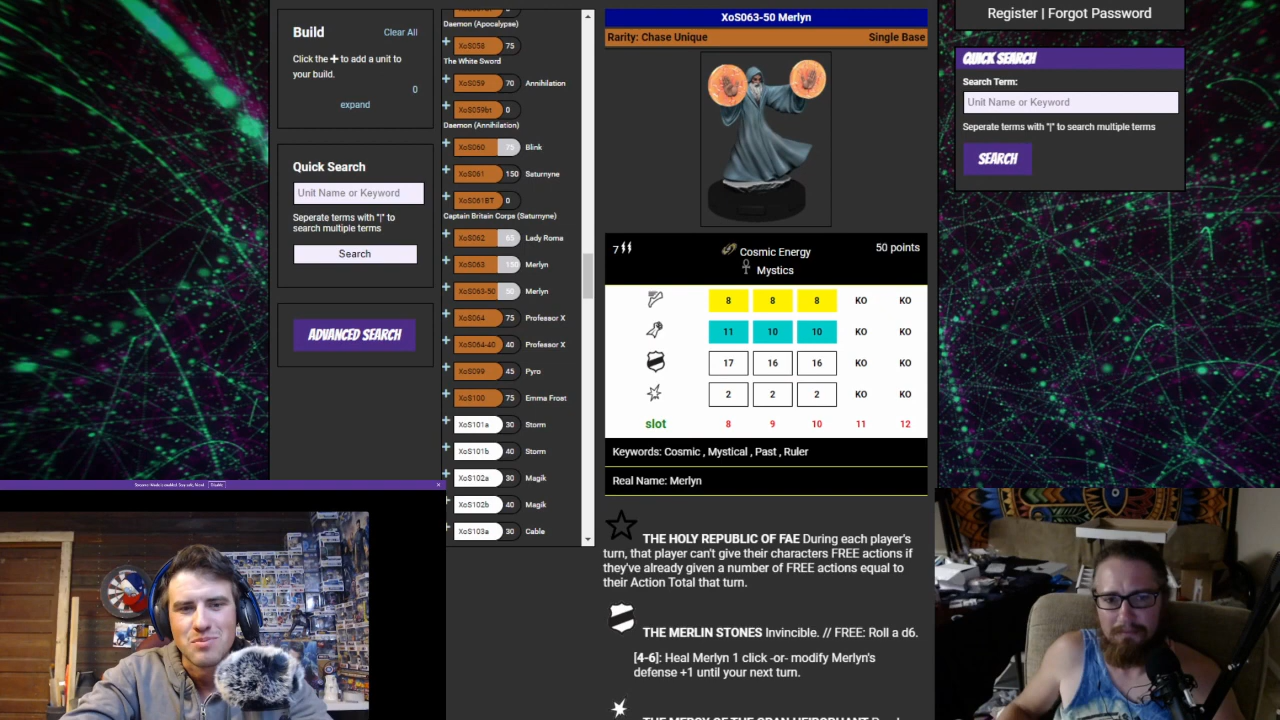 Build
Clear All
Click the + to add a unit to
your build.
0
expand
Quick Search
Unit Name or Keyword
Seperate terms with "|" to
search multiple terms
Search
ADVANCED SEARCH
Daemon (Apocalypse)
XoS058 75
The White Sword
XoS059 70 Annihilation
XoS059bt 0
Daemon (Annihilation)
XoS060 75 Blink
XoS061 150 Saturnyne
XoS061BT 0
Captain Britain Corps (Saturnyne)
XoS062 65 Lady Roma
XoS063 150 Merlyn
XoS063-50 50 Merlyn
XoS064 75 Professor X
XoS064-40 40 Professor X
XoS099 45 Pyro
XoS100 75 Emma Frost
XoS101a 30 Storm
XoS101b 40 Storm
XoS102a 30 Magik
XoS102b 40 Magik
XoS103a 30 Cable
XoS063-50 Merlyn
Rarity: Chase Unique
Single Base
7
Cosmic Energy
Mystics
50 points
8 8 8 KO KO
11 10 10 KO KO
17 16 16 KO KO
2 2 2 KO KO
slot 8 9 10 11 12
Keywords: Cosmic , Mystical , Past , Ruler
Real Name: Merlyn
THE HOLY REPUBLIC OF FAE During each player's
turn, that player can't give their characters FREE actions if
they've already given a number of FREE actions equal to
their Action Total that turn.
THE MERLIN STONES Invincible. // FREE: Roll a d6.
[4-6]: Heal Merlyn 1 click -or- modify Merlyn's
defense +1 until your next turn.
Register | Forgot Password
QUICK SEARCH
Search Term:
Unit Name or Keyword
Seperate terms with "|" to search multiple terms
SEARCH